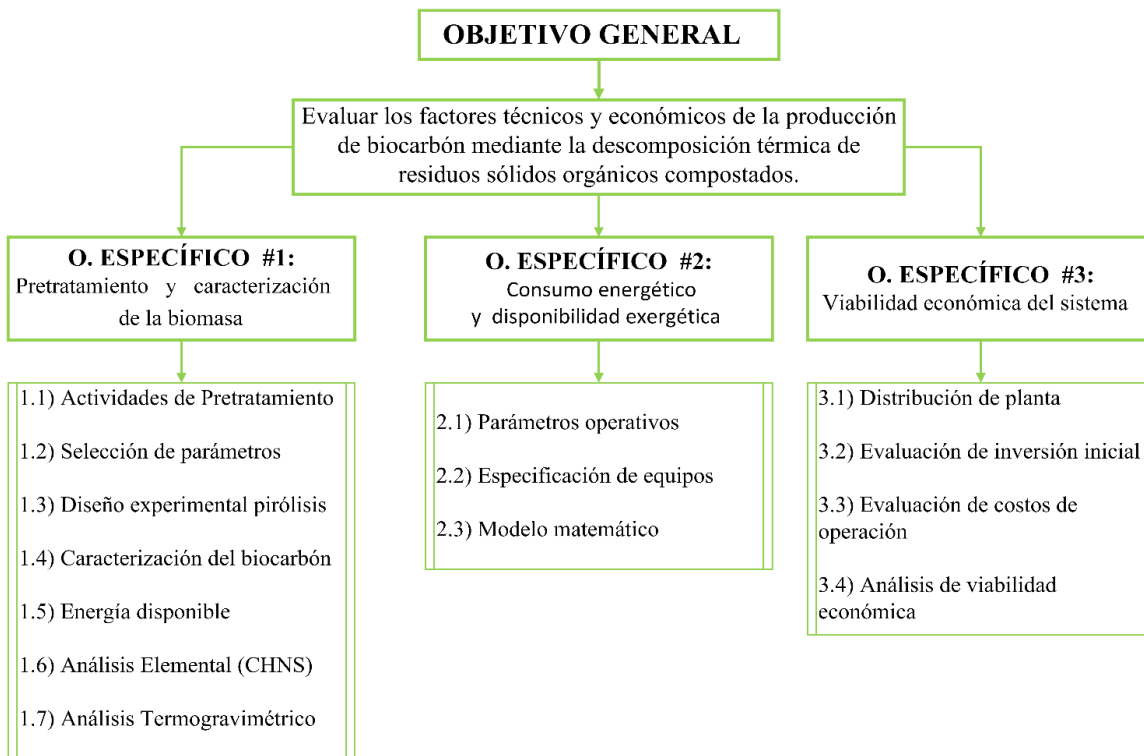 OBJETIVO GENERAL
Evaluar los factores técnicos y económicos de la producción
de biocarbón mediante la descomposición térmica de
residuos sólidos orgánicos compostados.
O. ESPECÍFICO #1:
Pretratamiento y caracterización
de la biomasa
1.1) Actividades de Pretratamiento
1.2) Selección de parámetros
1.3) Diseño experimental pirólisis
1.4) Caracterización del biocarbón
1.5) Energía disponible
1.6) Análisis Elemental (CHNS)
1.7) Análisis Termogravimétrico
O. ESPECÍFICO #2:
Consumo energético
y disponibilidad exergética
2.1) Parámetros operativos
2.2) Especificación de equipos
2.3) Modelo matemático
O. ESPECÍFICO #3:
Viabilidad económica del sistema
3.1) Distribución de planta
3.2) Evaluación de inversión inicial
3.3) Evaluación de costos de
operación
3.4) Análisis de viabilidad
económica